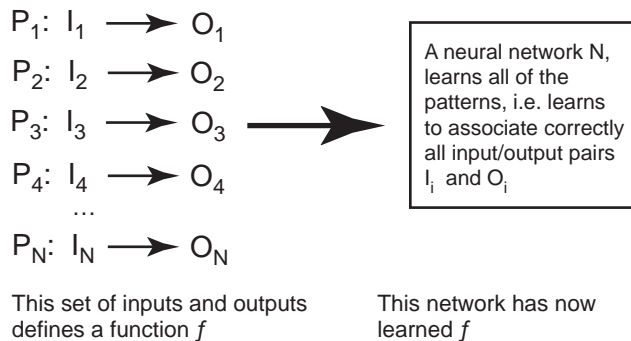 P1: I1 → O1
P2: I2 → O2
P3: I3 → O3
P4: I4 → O4
...
PN: IN → ON
A neural network N,
learns all of the
patterns, i.e. learns
to associate correctly
all input/output pairs
Ii and Oi
This set of inputs and outputs
defines a function ƒ
This network has now
learned ƒ